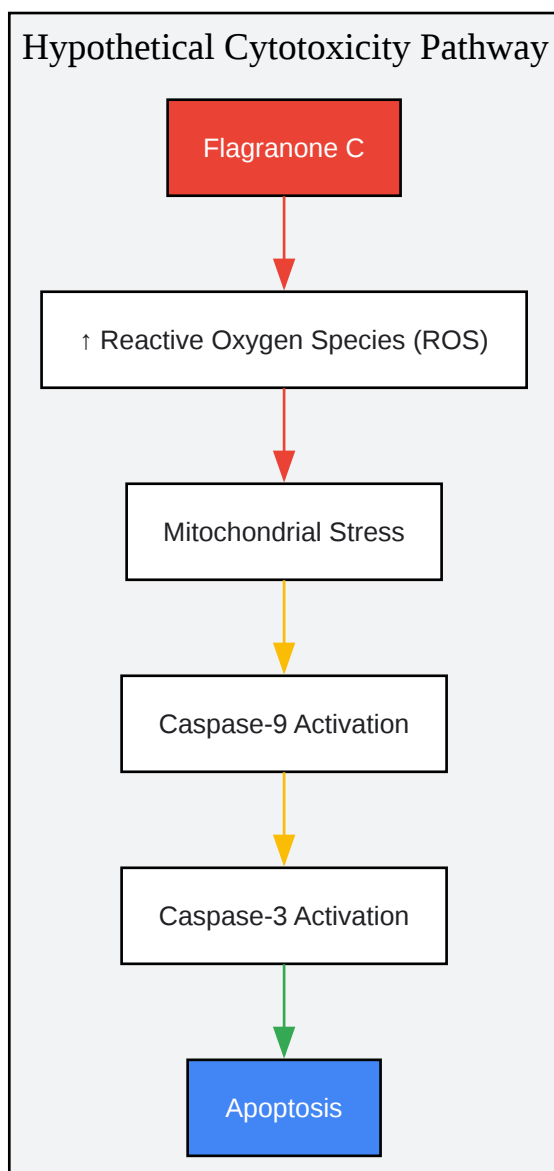 Hypothetical Cytotoxicity Pathway
Flagranone C
↑ Reactive Oxygen Species (ROS)
Mitochondrial Stress
Caspase-9 Activation
Caspase-3 Activation
Apoptosis